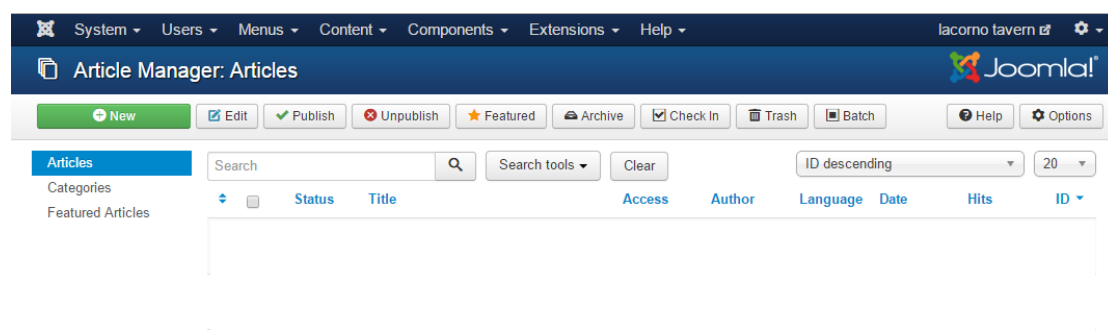 System Users Menus Content Components Extensions Help lacorno tavern
Article Manager: Articles Joomla!
New Edit Publish Unpublish Featured Archive Check In Trash Batch Help Options
Articles
Categories
Featured Articles
Search Search tools Clear ID descending 20
Status Title Access Author Language Date Hits ID